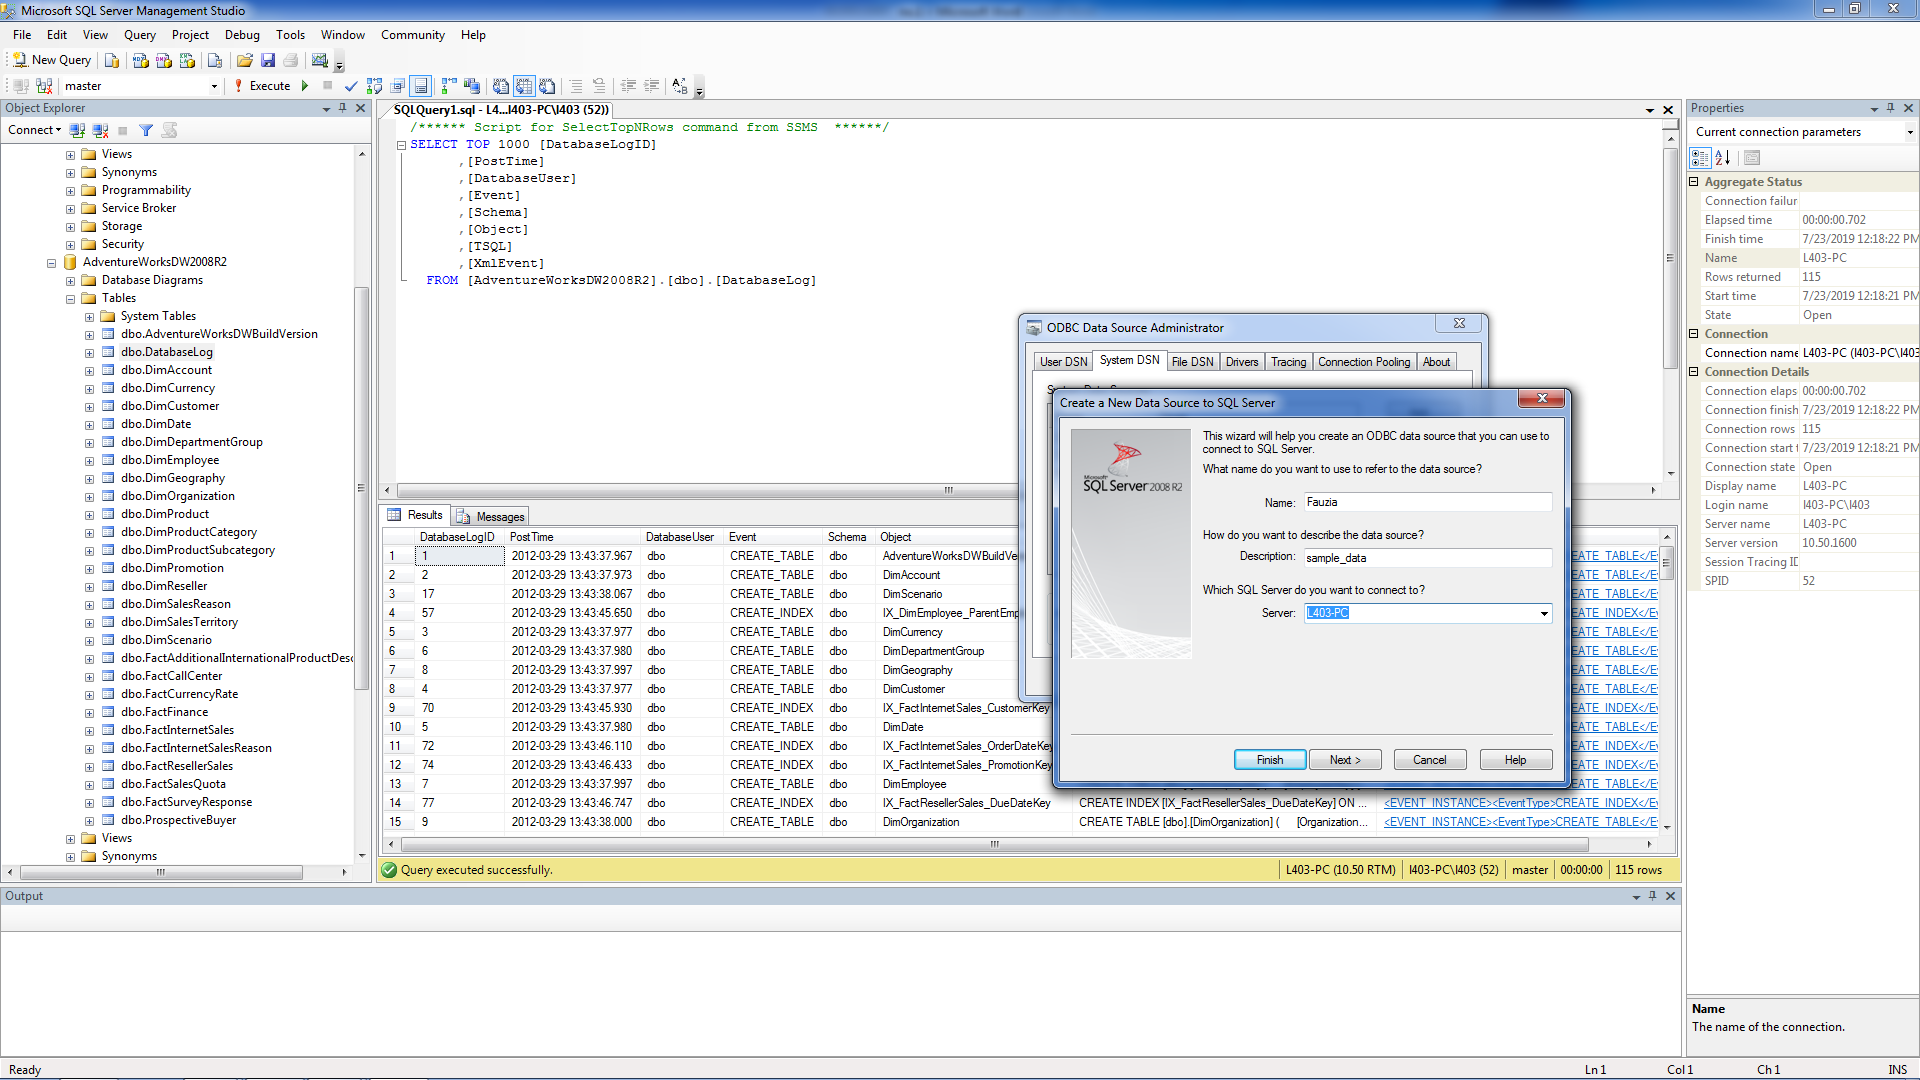 Microsoft SQL Server Management Studio
File Edit View Query Project Debug Tools Window Community Help
New Query
master Execute
Object Explorer
Connect
Views
Synonyms
Programmability
Service Broker
Storage
Security
AdventureWorksDW2008R2
Database Diagrams
Tables
System Tables
dbo.AdventureWorksDWBuildVersion
dbo.DatabaseLog
dbo.DimAccount
dbo.DimCurrency
dbo.DimCustomer
dbo.DimDate
dbo.DimDepartmentGroup
dbo.DimEmployee
dbo.DimGeography
dbo.DimOrganization
dbo.DimProduct
dbo.DimProductCategory
dbo.DimProductSubcategory
dbo.DimPromotion
dbo.DimReseller
dbo.DimSalesReason
dbo.DimSalesTerritory
dbo.DimScenario
dbo.FactAdditionalInternationalProductDesc
dbo.FactCallCenter
dbo.FactCurrencyRate
dbo.FactFinance
dbo.FactInternetSales
dbo.FactInternetSalesReason
dbo.FactResellerSales
dbo.FactSalesQuota
dbo.FactSurveyResponse
dbo.ProspectiveBuyer
Views
Synonyms
SQLQuery1.sql - L4...l403-PC\l403 (52))
/****** Script for SelectTopNRows command from SSMS ******/
SELECT TOP 1000 [DatabaseLogID]
,[PostTime]
,[DatabaseUser]
,[Event]
,[Schema]
,[Object]
,[TSQL]
,[XmlEvent]
FROM [AdventureWorksDW2008R2].[dbo].[DatabaseLog]
Results Messages
DatabaseLogID PostTime DatabaseUser Event Schema Object
1 1 2012-03-29 13:43:37.967 dbo CREATE_TABLE dbo AdventureWorksDWBuildVe EATE_TABLE</E
2 2 2012-03-29 13:43:37.973 dbo CREATE_TABLE dbo DimAccount EATE_TABLE</E
3 17 2012-03-29 13:43:38.067 dbo CREATE_TABLE dbo DimScenario EATE_TABLE</E
4 57 2012-03-29 13:43:45.650 dbo CREATE_INDEX dbo IX_DimEmployee_ParentEmp EATE_INDEX</E
5 3 2012-03-29 13:43:37.977 dbo CREATE_TABLE dbo DimCurrency EATE_TABLE</E
6 6 2012-03-29 13:43:37.980 dbo CREATE_TABLE dbo DimDepartmentGroup EATE_TABLE</E
7 8 2012-03-29 13:43:37.997 dbo CREATE_TABLE dbo DimGeography EATE_TABLE</E
8 4 2012-03-29 13:43:37.977 dbo CREATE_TABLE dbo DimCustomer EATE_TABLE</E
9 70 2012-03-29 13:43:45.930 dbo CREATE_INDEX dbo IX_FactInternetSales_CustomerKey EATE_INDEX</E
10 5 2012-03-29 13:43:37.980 dbo CREATE_TABLE dbo DimDate EATE_TABLE</E
11 72 2012-03-29 13:43:46.110 dbo CREATE_INDEX dbo IX_FactInternetSales_OrderDateKey EATE_INDEX</E
12 74 2012-03-29 13:43:46.433 dbo CREATE_INDEX dbo IX_FactInternetSales_PromotionKey EATE_INDEX</E
13 7 2012-03-29 13:43:37.997 dbo CREATE_TABLE dbo DimEmployee EATE_TABLE</E
14 77 2012-03-29 13:43:46.747 dbo CREATE_INDEX dbo IX_FactResellerSales_DueDateKey CREATE INDEX [IX_FactResellerSales_DueDateKey] ON ... <EVENT_INSTANCE><EventType>CREATE_INDEX</E
15 9 2012-03-29 13:43:38.000 dbo CREATE_TABLE dbo DimOrganization CREATE TABLE [dbo].[DimOrganization] ( [Organization... <EVENT_INSTANCE><EventType>CREATE_TABLE</E
Query executed successfully. L403-PC (10.50 RTM) l403-PC\l403 (52) master 00:00:00 115 rows
ODBC Data Source Administrator
User DSN System DSN File DSN Drivers Tracing Connection Pooling About
Create a New Data Source to SQL Server
Microsoft
SQL Server 2008 R2
This wizard will help you create an ODBC data source that you can use to
connect to SQL Server.
What name do you want to use to refer to the data source?
Name: Fauzia
How do you want to describe the data source?
Description: sample_data
Which SQL Server do you want to connect to?
Server: L403-PC
Finish Next > Cancel Help
Properties
Current connection parameters
Aggregate Status
Connection failur
Elapsed time 00:00:00.702
Finish time 7/23/2019 12:18:22 PM
Name L403-PC
Rows returned 115
Start time 7/23/2019 12:18:21 PM
State Open
Connection
Connection name L403-PC (l403-PC\l403
Connection Details
Connection elaps 00:00:00.702
Connection finish 7/23/2019 12:18:22 PM
Connection rows 115
Connection start t 7/23/2019 12:18:21 PM
Connection state Open
Display name L403-PC
Login name l403-PC\l403
Server name L403-PC
Server version 10.50.1600
Session Tracing ID
SPID 52
Name
The name of the connection.
Output
Ready Ln 1 Col 1 Ch 1 INS